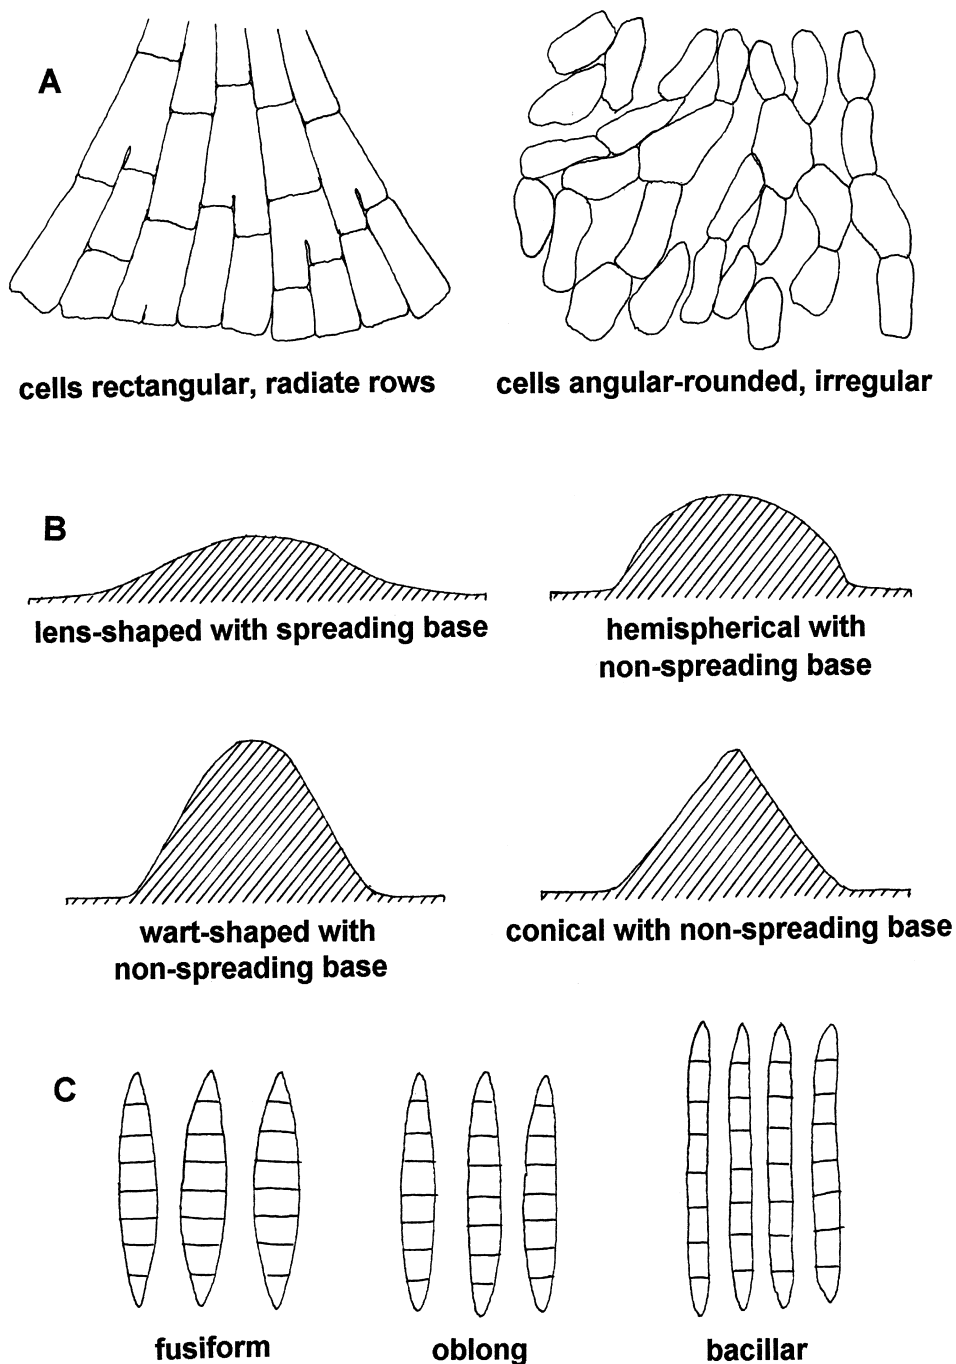 A
cells rectangular, radiate rows
cells angular-rounded, irregular
B
lens-shaped with spreading base
hemispherical with
non-spreading base
wart-shaped with
non-spreading base
conical with non-spreading base
C
fusiform
oblong
bacillar